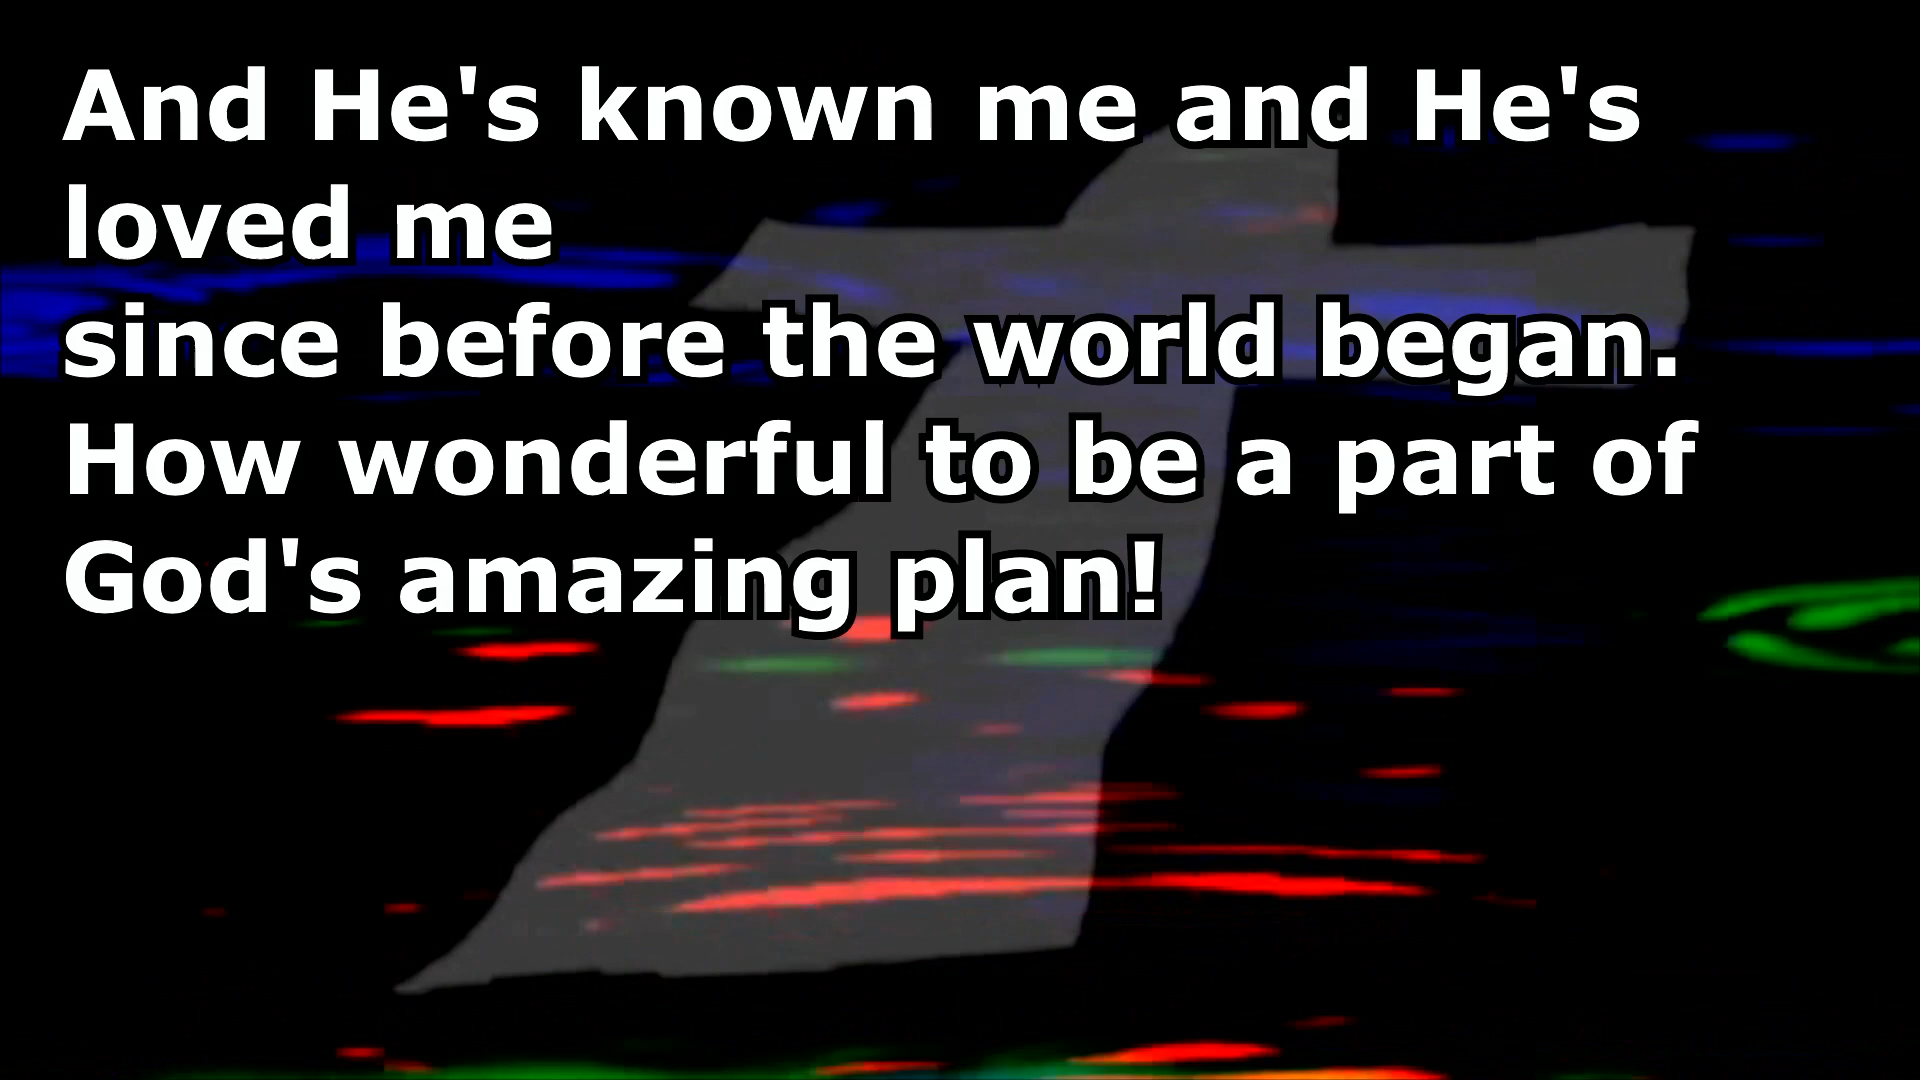 And He's known me and He's
loved me
since before the world began.
How wonderful to be a part of
God's amazing plan!